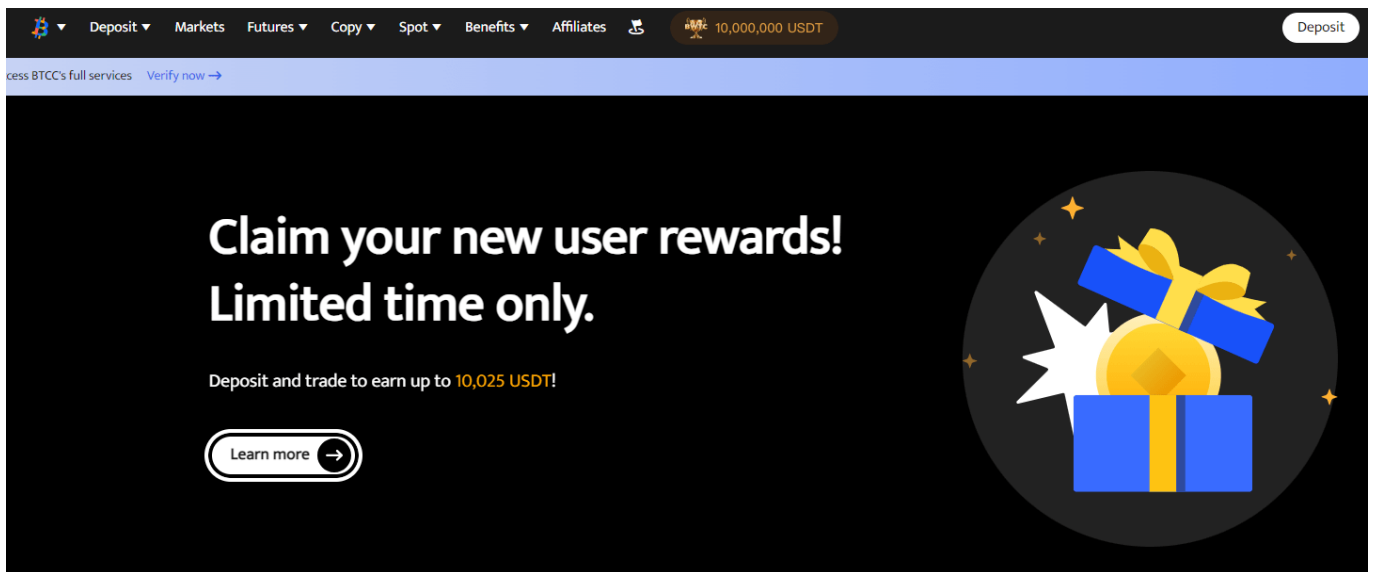 Deposit Markets Futures Copy Spot Benefits Affiliates 10,000,000 USDT Deposit
cess BTCC's full services Verify now →
Claim your new user rewards!
Limited time only.
Deposit and trade to earn up to 10,025 USDT!
Learn more →